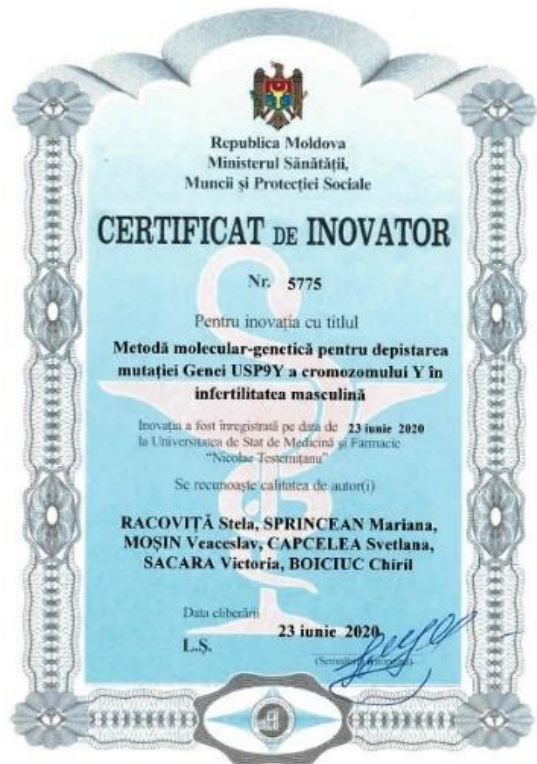 Republica Moldova
Ministerul Sănătății,
Muncii și Protecției Sociale
CERTIFICAT DE INOVATOR
Nr. 5775
Pentru inovația cu titlul
Metodă molecular-genetică pentru depistarea
mutației Genei USP9Y a cromozomului Y în
infertilitatea masculină
Inovația a fost înregistrată pe data de 23 iunie 2020
la Universitatea de Stat de Medicină și Farmacie
"Nicolae Testemițanu"
Se recunoaște calitatea de autor(i)
RACOVIȚĂ Stela, SPRINCEAN Mariana,
MOȘIN Veaceslav, CAPCELEA Svetlana,
SACARA Victoria, BOICIUC Chiril
Data eliberării
23 iunie 2020
L.Ș.